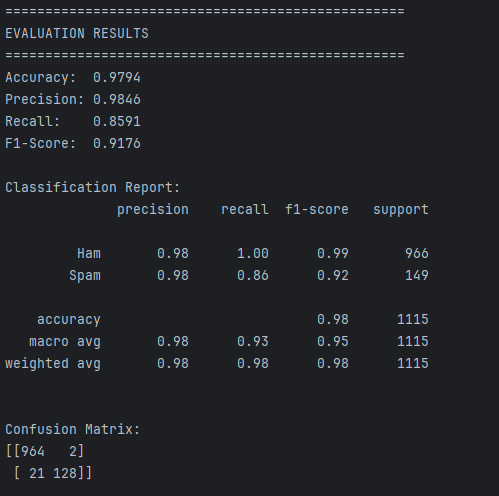 ==================================================
EVALUATION RESULTS
==================================================
Accuracy:  0.9794
Precision: 0.9846
Recall:    0.8591
F1-Score:  0.9176

Classification Report:
              precision    recall  f1-score   support

         Ham       0.98      1.00      0.99       966
        Spam       0.98      0.86      0.92       149

    accuracy                           0.98      1115
   macro avg       0.98      0.93      0.95      1115
weighted avg       0.98      0.98      0.98      1115


Confusion Matrix:
[[964   2]
 [ 21 128]]